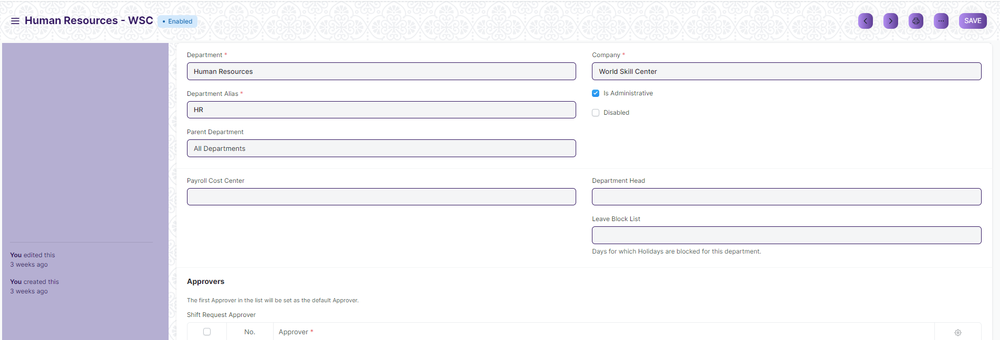 Human Resources - WSC
• Enabled
SAVE
You edited this
3 weeks ago
You created this
3 weeks ago
Department *
Human Resources
Company *
World Skill Center
Department Alias *
HR
Is Administrative
Disabled
Parent Department
All Departments
Payroll Cost Center
Department Head
Leave Block List
Days for which Holidays are blocked for this department.
Approvers
The first Approver in the list will be set as the default Approver.
Shift Request Approver
No.
Approver *